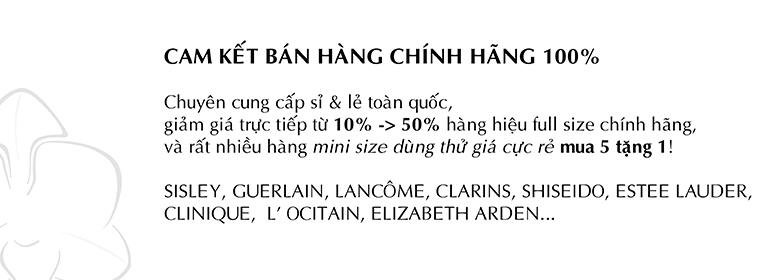 CAM KẾT BÁN HÀNG CHÍNH HÃNG 100%
Chuyên cung cấp sỉ & lẻ toàn quốc,
giảm giá trực tiếp từ 10% -> 50% hàng hiệu full size chính hãng,
và rất nhiều hàng mini size dùng thử giá cực rẻ mua 5 tặng 1!
SISLEY, GUERLAIN, LANCÔME, CLARINS, SHISEIDO, ESTEE LAUDER,
CLINIQUE, L' OCITAIN, ELIZABETH ARDEN...